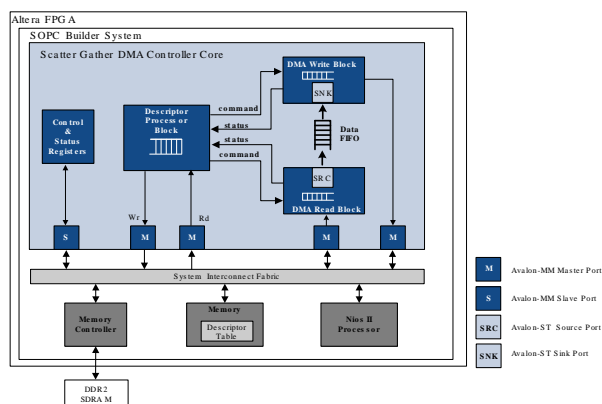 Altera FPGA
SOPC Builder System
Scatter Gather DMA Controller Core
DMA Write Block
SNK
command
status
Descriptor
Processor
Block
Control
&
Status
Registers
Data
FIFO
status
command
SRC
DMA Read Block
Wr
Rd
S
M
M
M
M
System Interconnect Fabric
Memory
Controller
Memory
Descriptor
Table
Nios II
Processor
DDR2
SDRAM
M Avalon-MM Master Port
S Avalon-MM Slave Port
SRC Avalon-ST Source Port
SNK Avalon-ST Sink Port